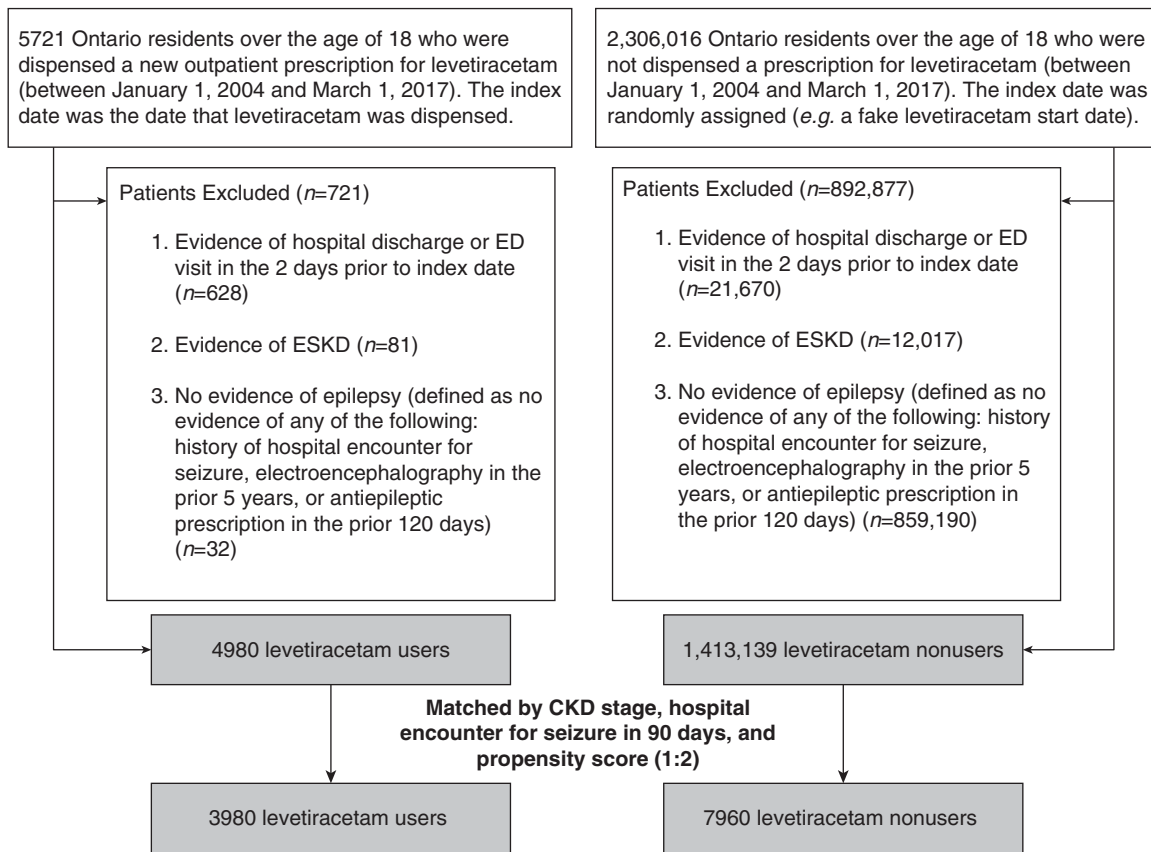 5721 Ontario residents over the age of 18 who were
dispensed a new outpatient prescription for levetiracetam
(between January 1, 2004 and March 1, 2017). The index
date was the date that levetiracetam was dispensed.
2,306,016 Ontario residents over the age of 18 who were
not dispensed a prescription for levetiracetam (between
January 1, 2004 and March 1, 2017). The index date was
randomly assigned (e.g. a fake levetiracetam start date).
Patients Excluded (n=721)
1. Evidence of hospital discharge or ED
visit in the 2 days prior to index date
(n=628)
2. Evidence of ESKD (n=81)
3. No evidence of epilepsy (defined as no
evidence of any of the following:
history of hospital encounter for
seizure, electroencephalography in the
prior 5 years, or antiepileptic
prescription in the prior 120 days)
(n=32)
Patients Excluded (n=892,877)
1. Evidence of hospital discharge or ED
visit in the 2 days prior to index date
(n=21,670)
2. Evidence of ESKD (n=12,017)
3. No evidence of epilepsy (defined as no
evidence of any of the following: history
of hospital encounter for seizure,
electroencephalography in the prior 5
years, or antiepileptic prescription in
the prior 120 days) (n=859,190)
4980 levetiracetam users
1,413,139 levetiracetam nonusers
Matched by CKD stage, hospital
encounter for seizure in 90 days, and
propensity score (1:2)
3980 levetiracetam users
7960 levetiracetam nonusers